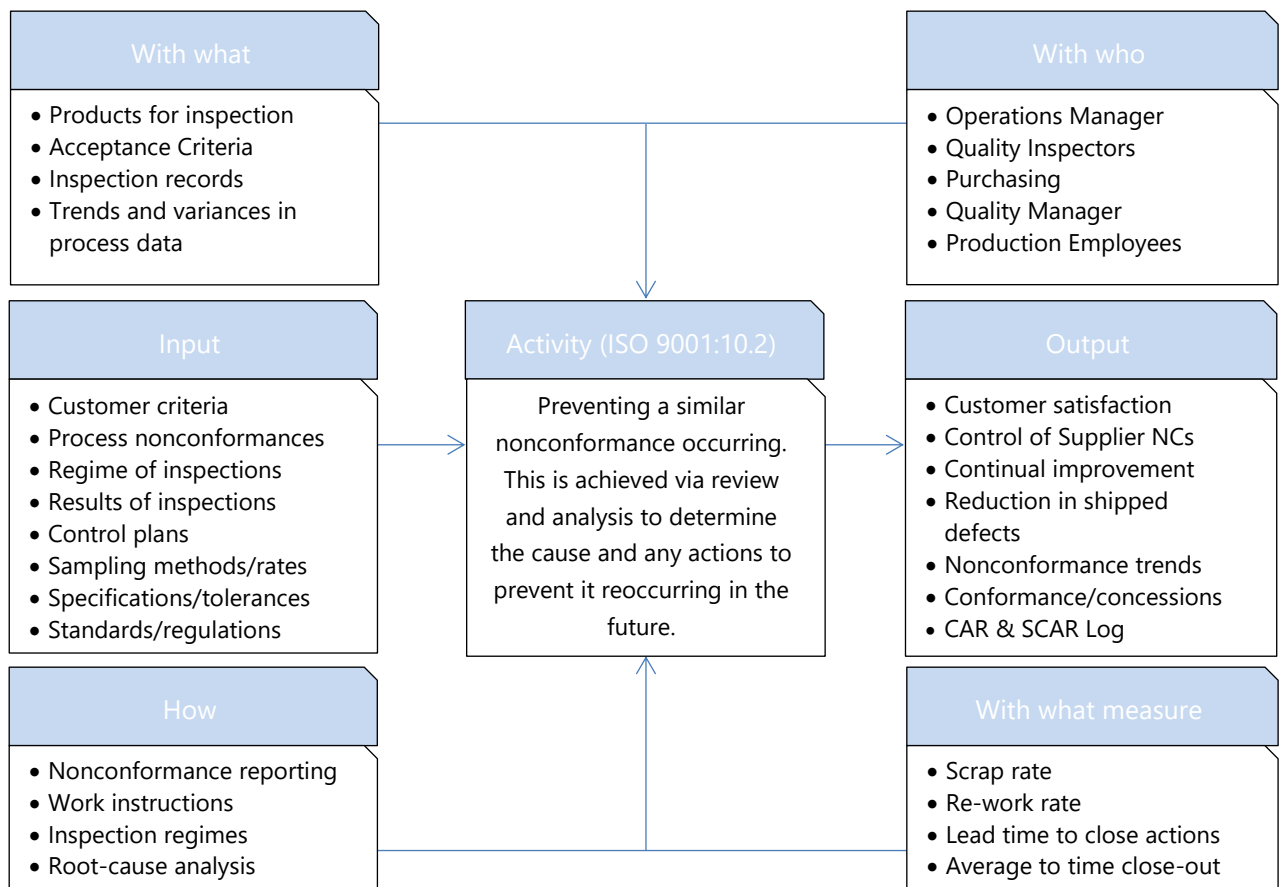 With what
• Products for inspection
• Acceptance Criteria
• Inspection records
• Trends and variances in
process data
With who
• Operations Manager
• Quality Inspectors
• Purchasing
• Quality Manager
• Production Employees
Input
• Customer criteria
• Process nonconformances
• Regime of inspections
• Results of inspections
• Control plans
• Sampling methods/rates
• Specifications/tolerances
• Standards/regulations
Activity (ISO 9001:10.2)
Preventing a similar
nonconformance occurring.
This is achieved via review
and analysis to determine
the cause and any actions to
prevent it reoccurring in the
future.
Output
• Customer satisfaction
• Control of Supplier NCs
• Continual improvement
• Reduction in shipped
defects
• Nonconformance trends
• Conformance/concessions
• CAR & SCAR Log
How
• Nonconformance reporting
• Work instructions
• Inspection regimes
• Root-cause analysis
With what measure
• Scrap rate
• Re-work rate
• Lead time to close actions
• Average to time close-out